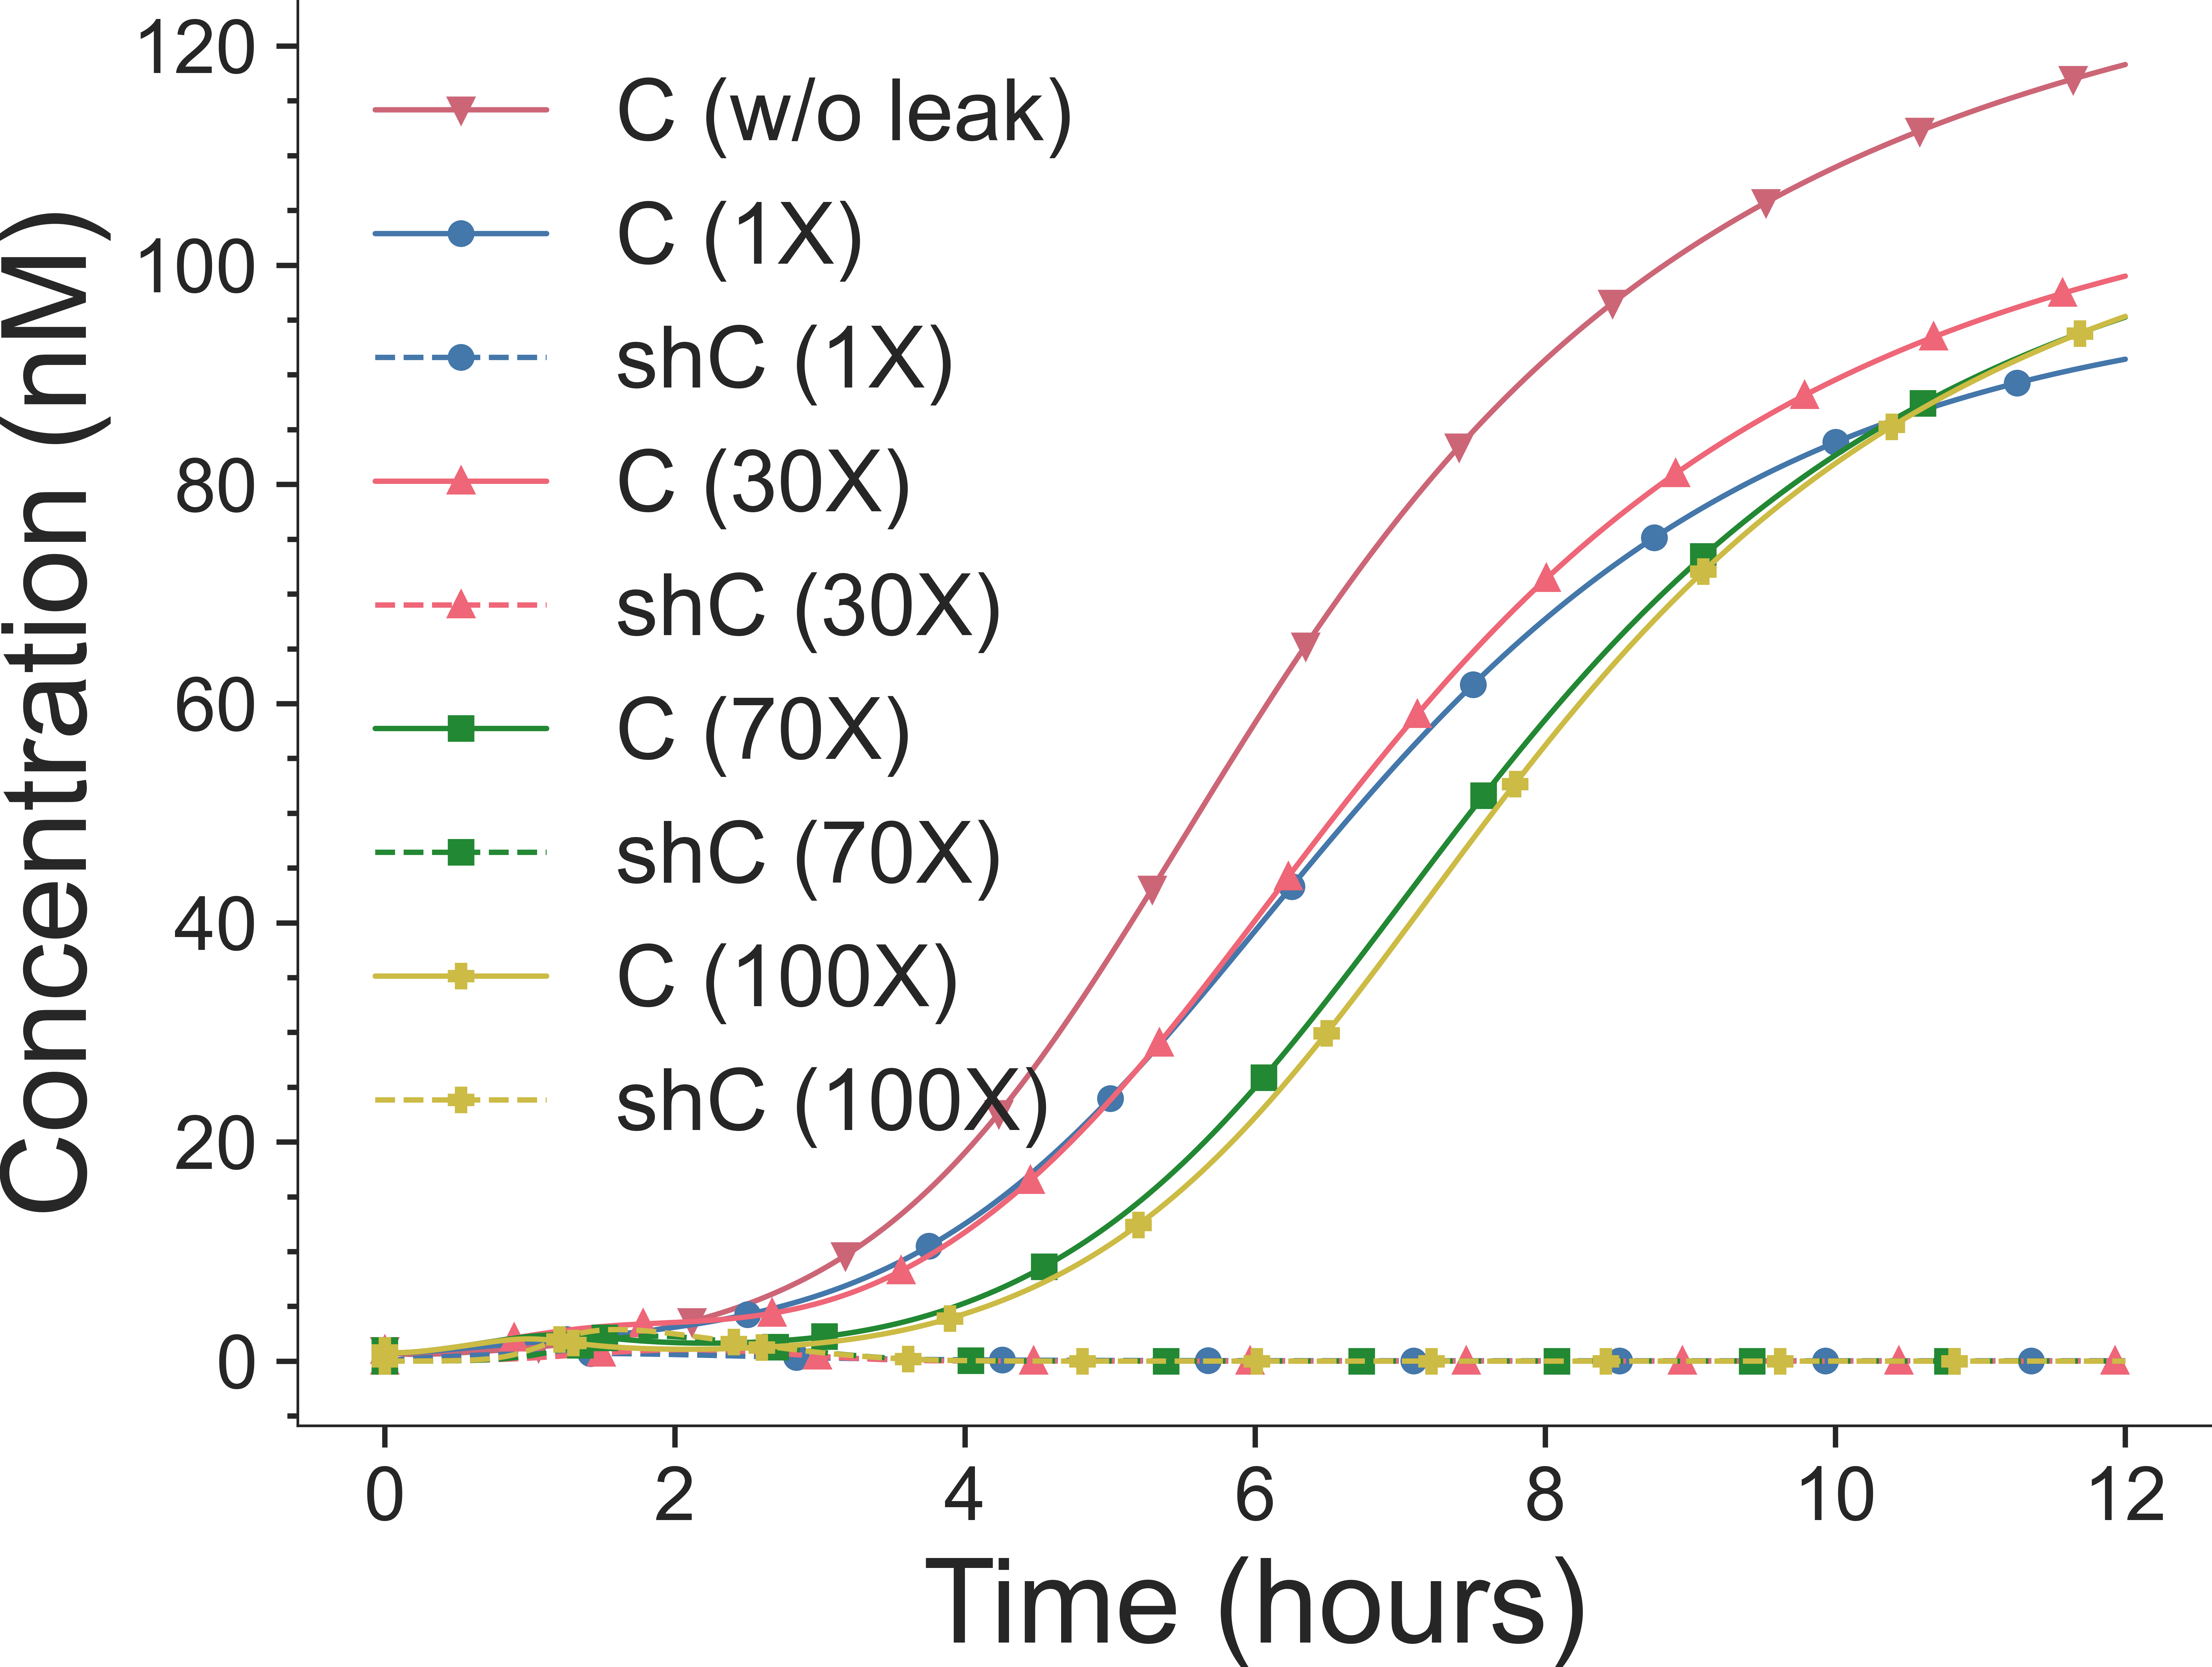 Concentration (nM)
120
100
80
60
40
20
0
C (w/o leak)
C (1X)
shC (1X)
C (30X)
shC (30X)
C (70X)
shC (70X)
C (100X)
shC (100X)
0 2 4 6 8 10 12
Time (hours)